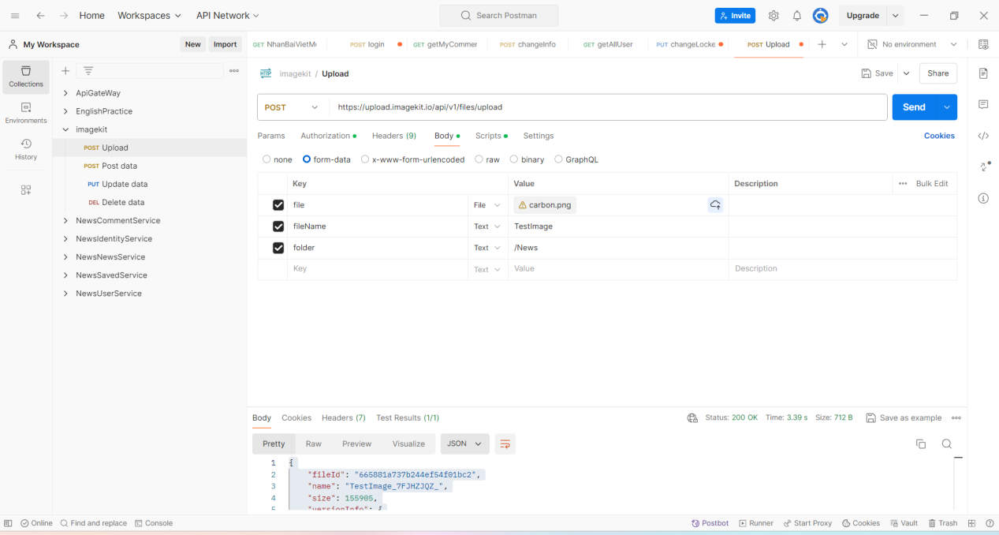 Home Workspaces API Network Search Postman Invite Upgrade
My Workspace New Import GET NhanBaiVietMo POST login GET getMyCommer POST changeInfo GET getAllUser PUT changeLocke POST Upload No environment
Collections
Environments
History
ApiGateWay
EnglishPractice
imagekit
POST Upload
POST Post data
PUT Update data
DEL Delete data
NewsCommentService
NewsIdentityService
NewsNewsService
NewsSavedService
NewsUserService
HTTP imagekit / Upload Save Share
POST https://upload.imagekit.io/api/v1/files/upload Send
Params Authorization Headers (9) Body Scripts Settings Cookies
none form-data x-www-form-urlencoded raw binary GraphQL
Key Value Description Bulk Edit
file File carbon.png
fileName Text TestImage
folder Text /News
Key Text Value Description
Body Cookies Headers (7) Test Results (1/1) Status: 200 OK Time: 3.39 s Size: 712 B Save as example
Pretty Raw Preview Visualize JSON
1 {
2 "fileId": "665881a737b244ef54f01bc2",
3 "name": "TestImage_7FJHZJQZ_",
4 "size": 155905,
5 "versionInfo": {
Online Find and replace Console Postbot Runner Start Proxy Cookies Vault Trash